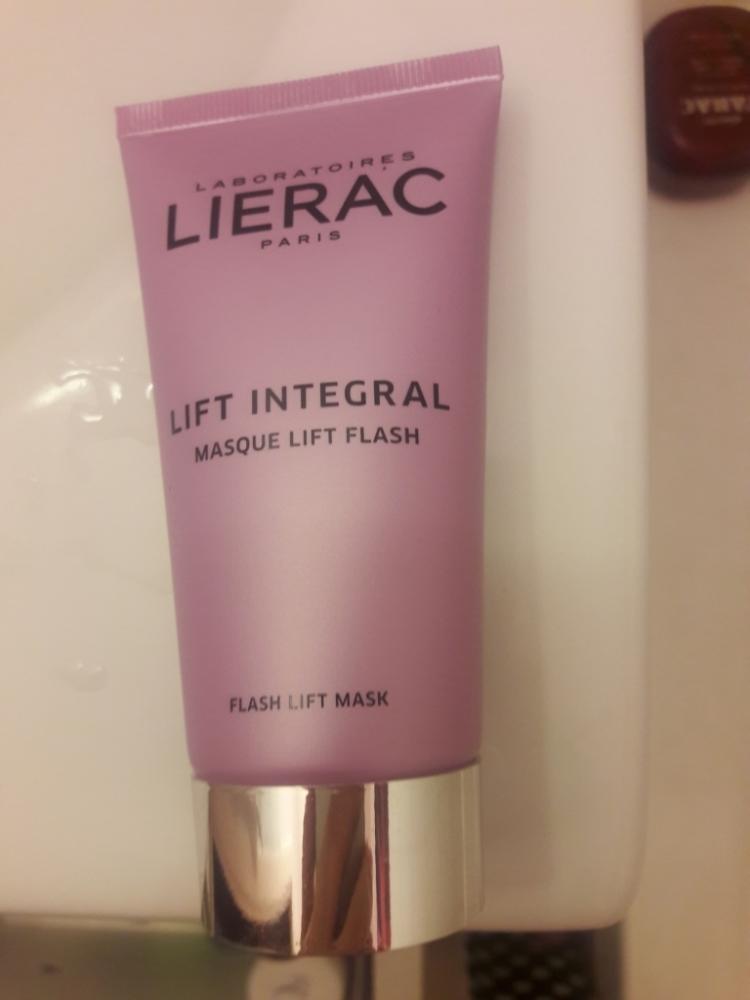 LABORATOIRES
LIERAC
PARIS
LIFT INTEGRAL
MASQUE LIFT FLASH
FLASH LIFT MASK